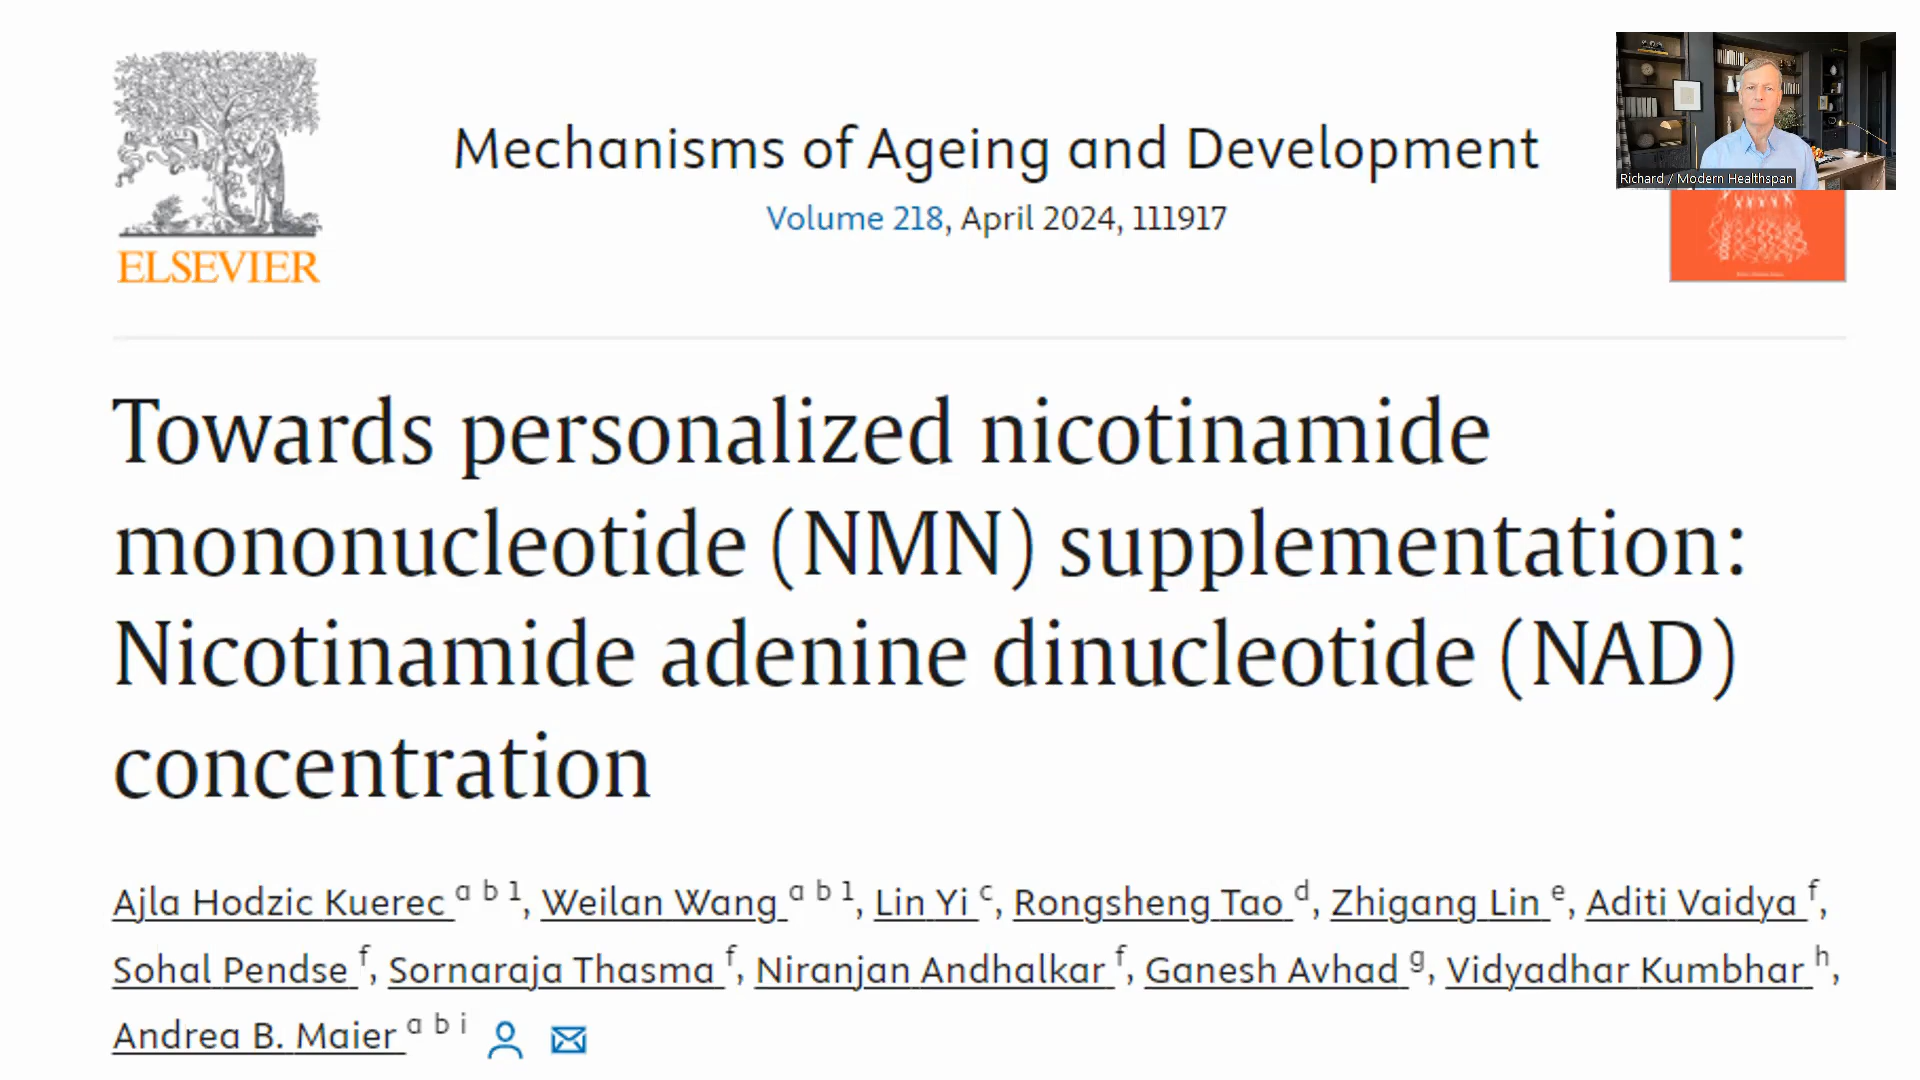 Mechanisms of Ageing and Development
Volume 218, April 2024, 111917
ELSEVIER
Richard / Modern Healthspan
Towards personalized nicotinamide
mononucleotide (NMN) supplementation:
Nicotinamide adenine dinucleotide (NAD)
concentration
Ajla Hodzic Kuerec a b 1, Weilan Wang a b 1, Lin Yi c, Rongsheng Tao d, Zhigang Lin e, Aditi Vaidya f,
Sohal Pendse f, Sornaraja Thasma f, Niranjan Andhalkar f, Ganesh Avhad g, Vidyadhar Kumbhar h,
Andrea B. Maier a b i